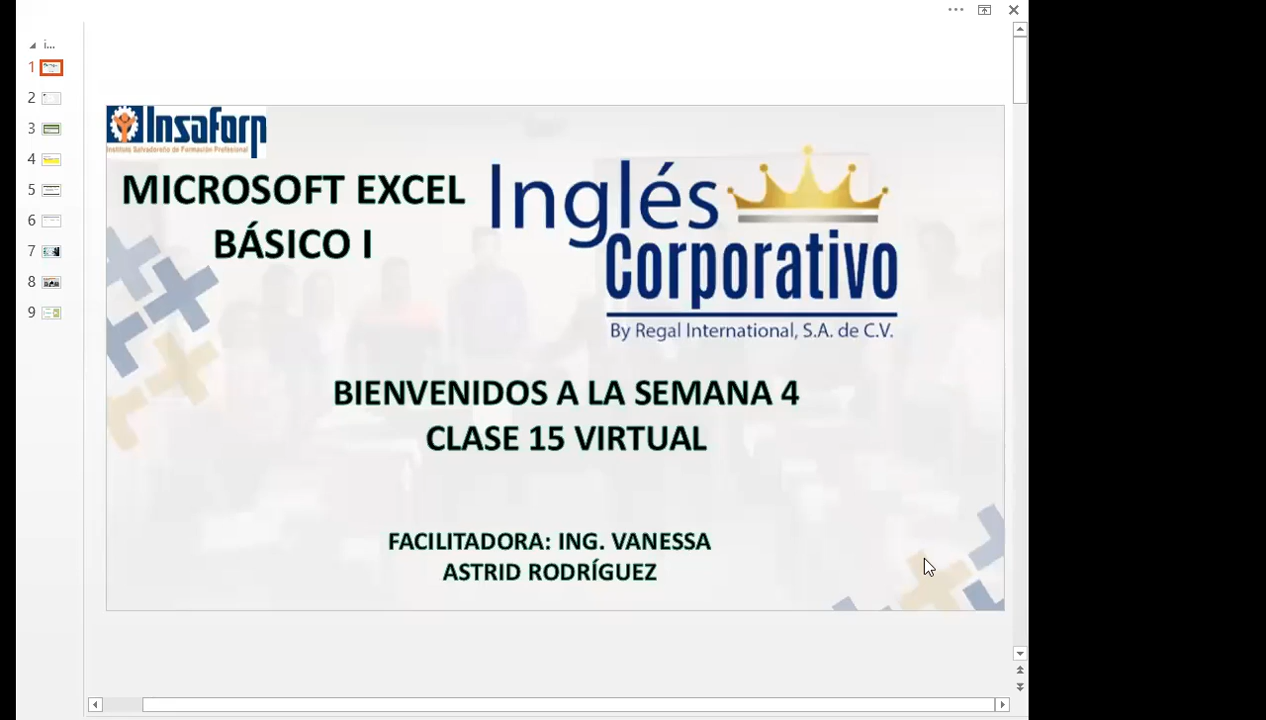 i...
1
2
3
4
5
6
7
8
9
Insaforp
Instituto Salvadoreño de Formación Profesional
MICROSOFT EXCEL
BÁSICO I
Inglés
Corporativo
By Regal International, S.A. de C.V.
BIENVENIDOS A LA SEMANA 4
CLASE 15 VIRTUAL
FACILITADORA: ING. VANESSA
ASTRID RODRÍGUEZ